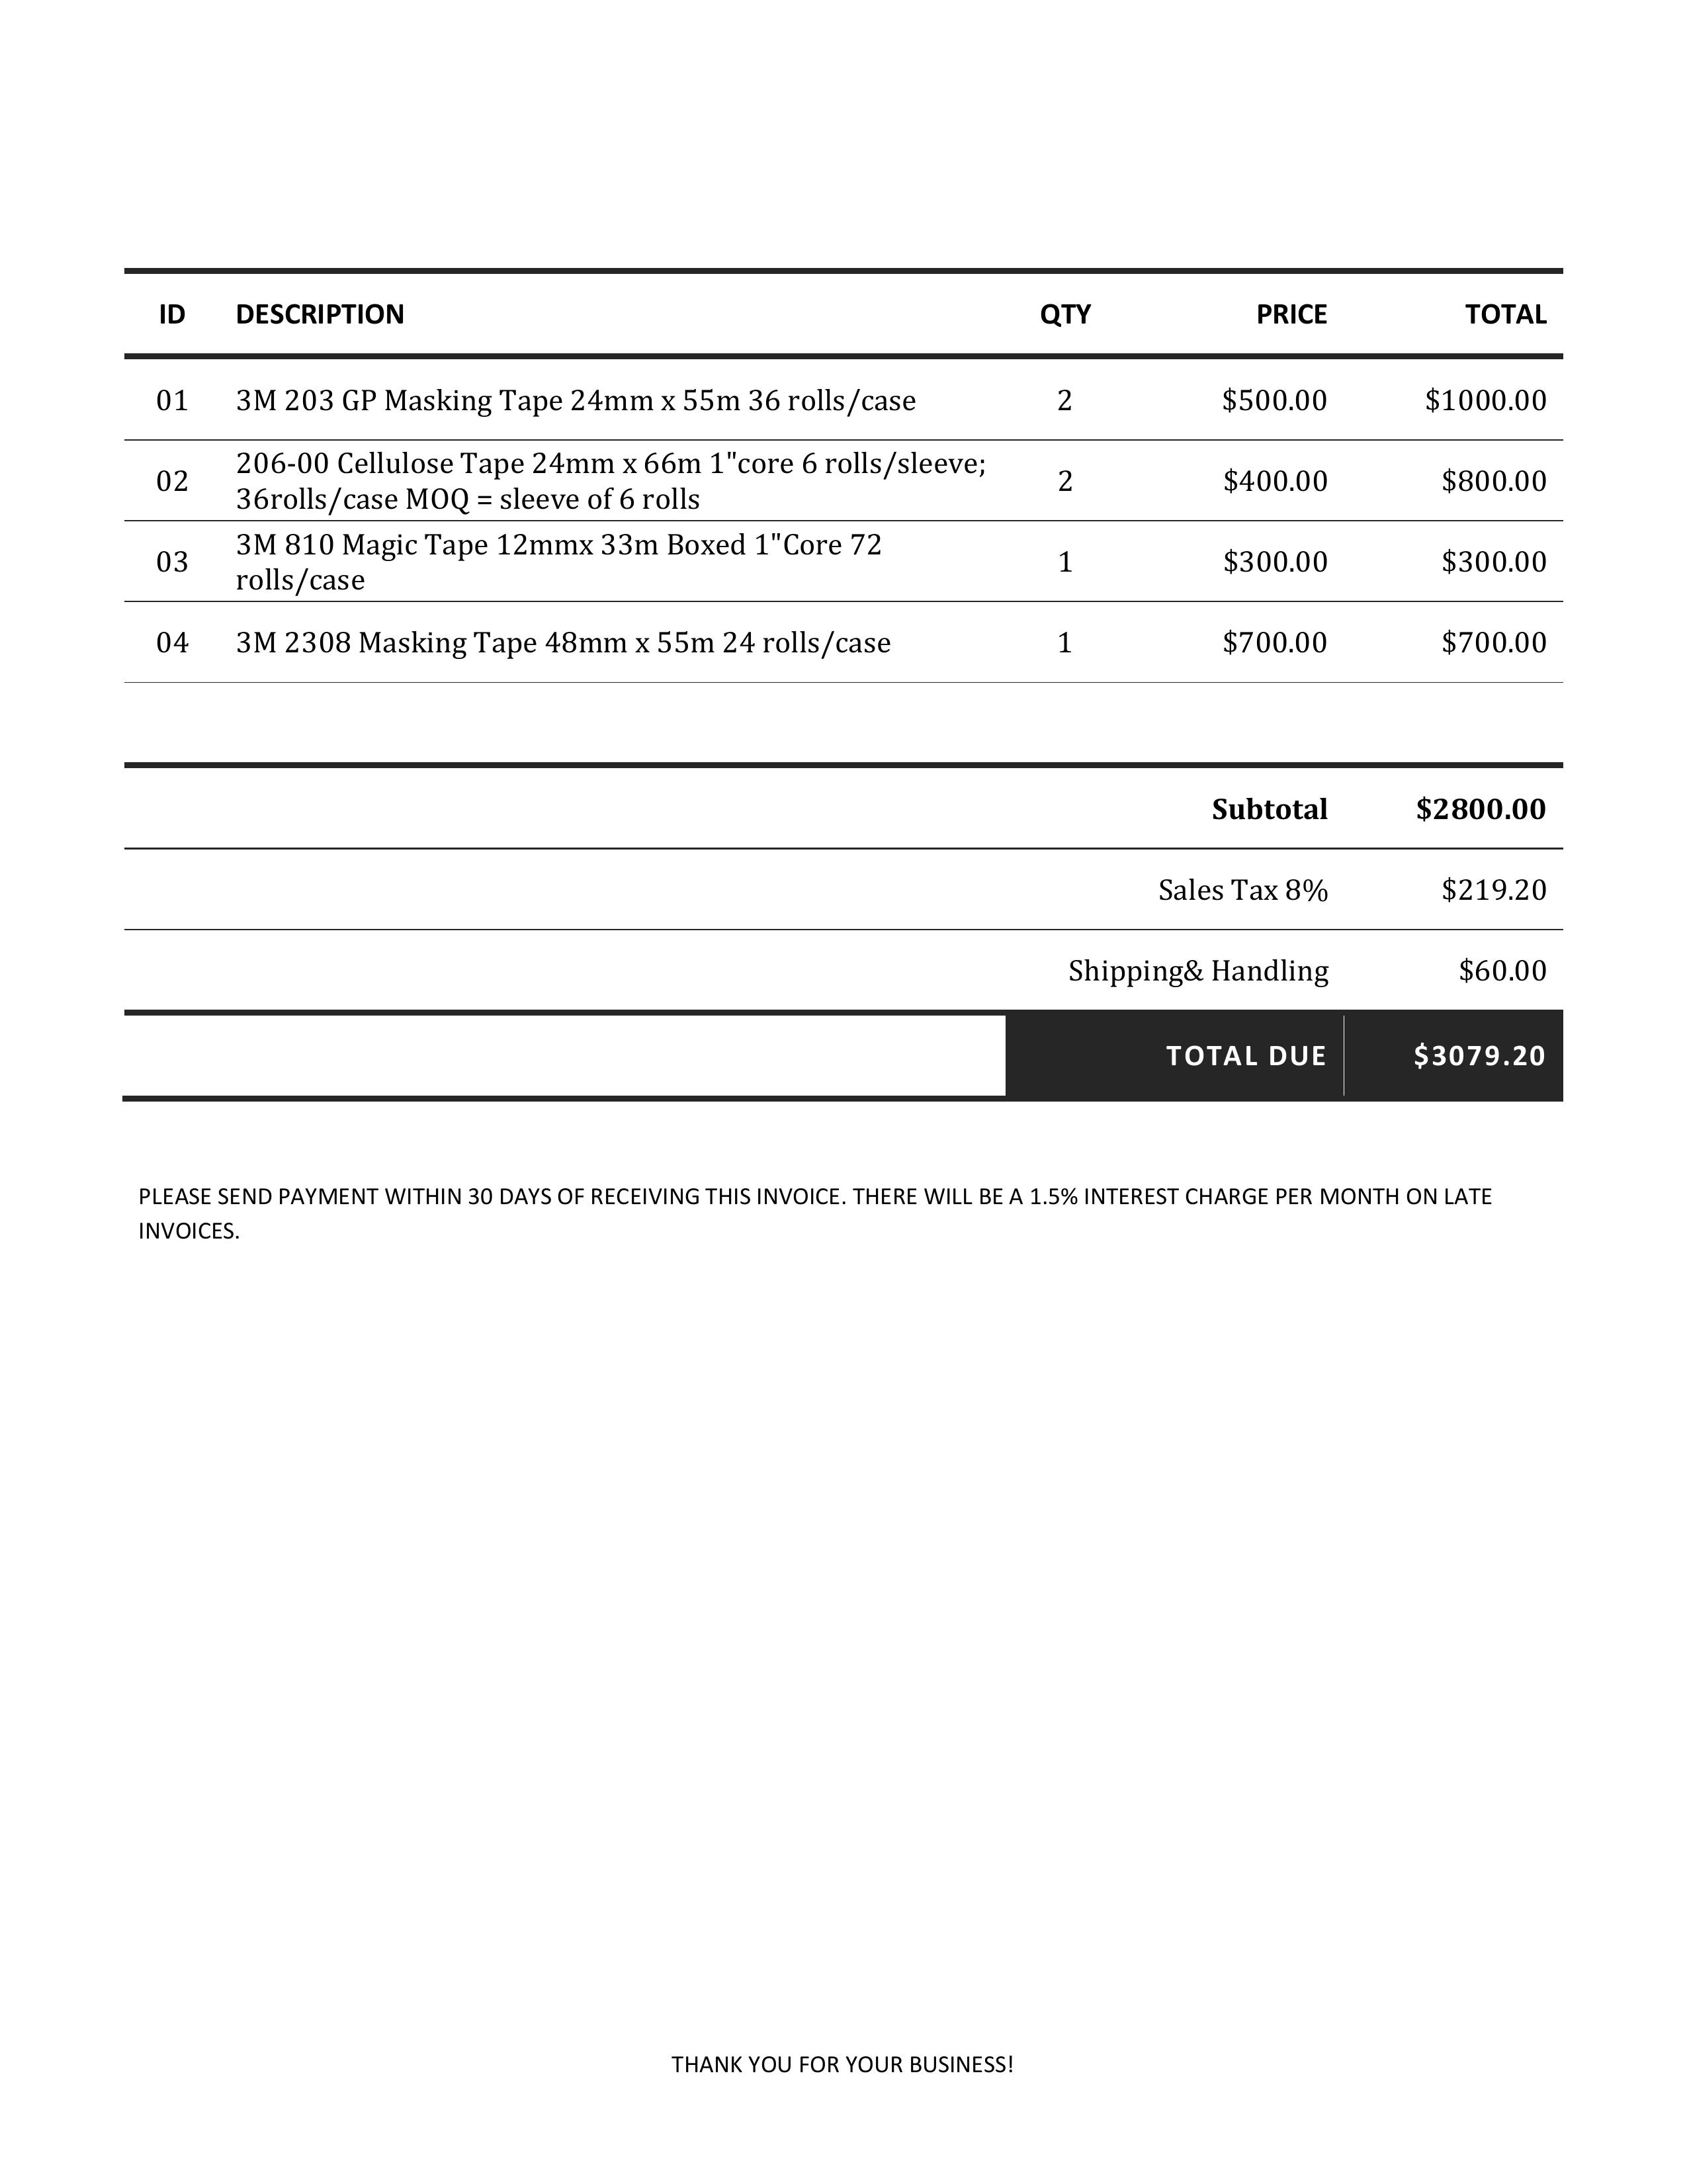 ID DESCRIPTION QTY PRICE TOTAL
01 3M 203 GP Masking Tape 24mm x 55m 36 rolls/case 2 $500.00 $1000.00
206-00 Cellulose Tape 24mm x 66m 1"core 6 rolls/sleeve;
02 36rolls/case MOQ = sleeve of 6 rolls 2 $400.00 $800.00
3M 810 Magic Tape 12mmx 33m Boxed 1"Core 72
03 rolls/case 1 $300.00 $300.00
04 3M 2308 Masking Tape 48mm x 55m 24 rolls/case 1 $700.00 $700.00
Subtotal $2800.00
Sales Tax 8% $219.20
Shipping& Handling $60.00
TOTAL DUE $3079.20
PLEASE SEND PAYMENT WITHIN 30 DAYS OF RECEIVING THIS INVOICE. THERE WILL BE A 1.5% INTEREST CHARGE PER MONTH ON LATE
INVOICES.
THANK YOU FOR YOUR BUSINESS!